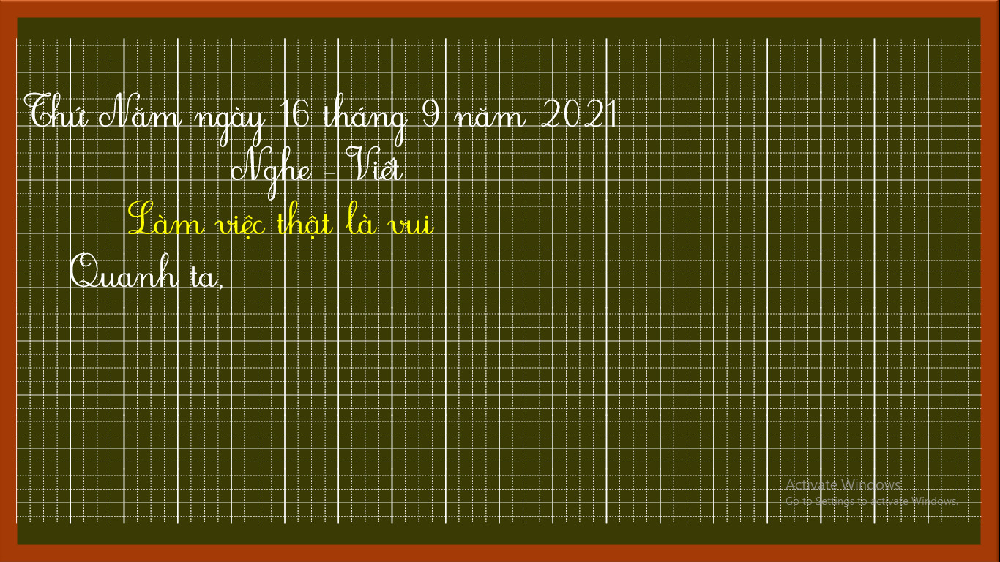 Thứ Năm ngày 16 tháng 9 năm 2021
Nghe - Viết
Làm việc thật là vui
Quanh ta,
Activate Windows
Go to Settings to activate Windows.